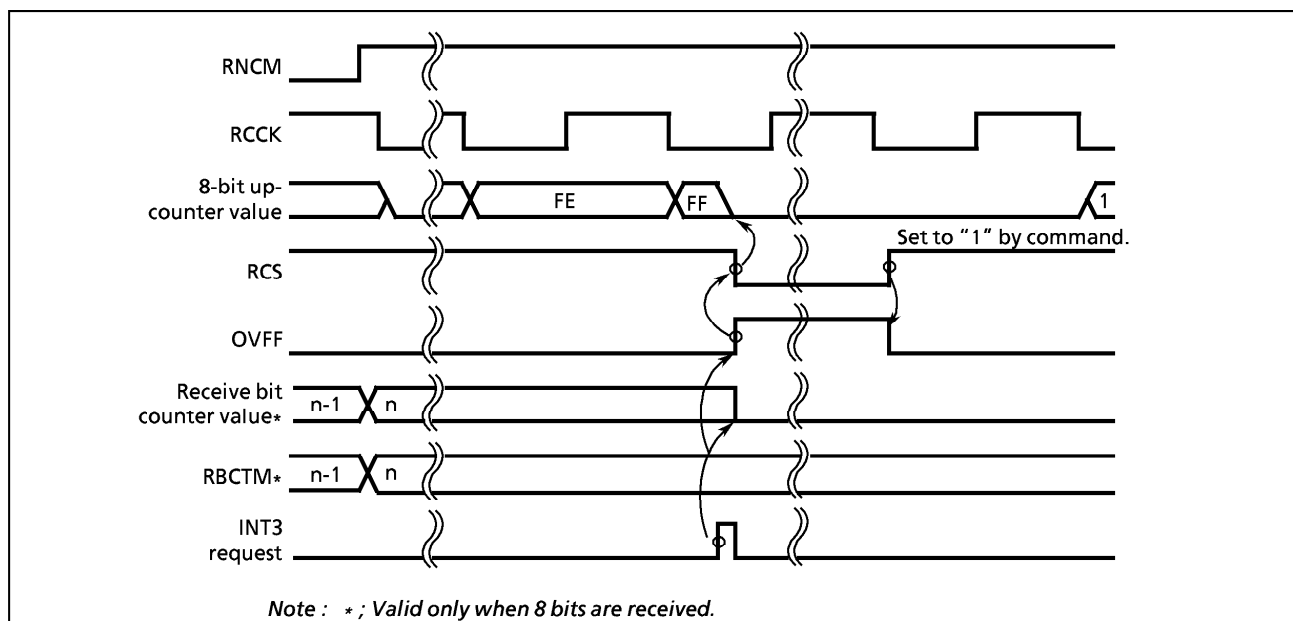 RNCM
RCCK
8-bit up-
counter value
FE
FF
1
Set to “1” by command.
RCS
OVFF
Receive bit
counter value*
n-1
n
RBCTM*
n-1
n
INT3
request
Note : * ; Valid only when 8 bits are received.